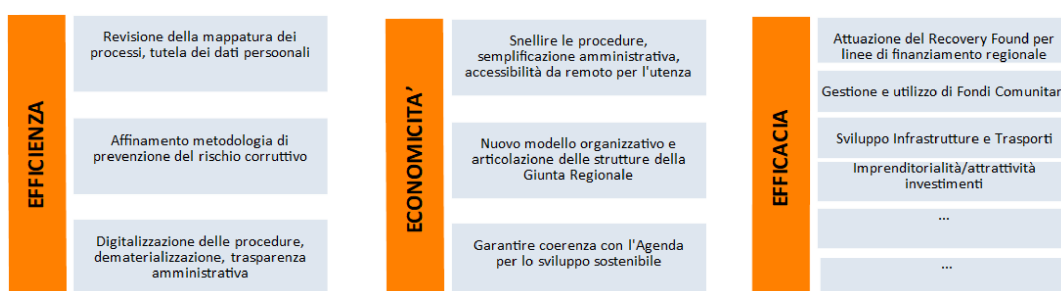 EFFICIENZA
Revisione della mappatura dei
processi, tutela dei dati personali
Affinamento metodologia di
prevenzione del rischio corruttivo
Digitalizzazione delle procedure,
dematerializzazione, trasparenza
amministrativa
ECONOMICITA’
Snellire le procedure,
semplificazione amministrativa,
accessibilità da remoto per l'utenza
Nuovo modello organizzativo e
articolazione delle strutture della
Giunta Regionale
Garantire coerenza con l'Agenda
per lo sviluppo sostenibile
EFFICACIA
Attuazione del Recovery Found per
linee di finanziamento regionale
Gestione e utilizzo di Fondi Comunitar
Sviluppo Infrastrutture e Trasporti
Imprenditorialità/attrattività
investimenti
...
...